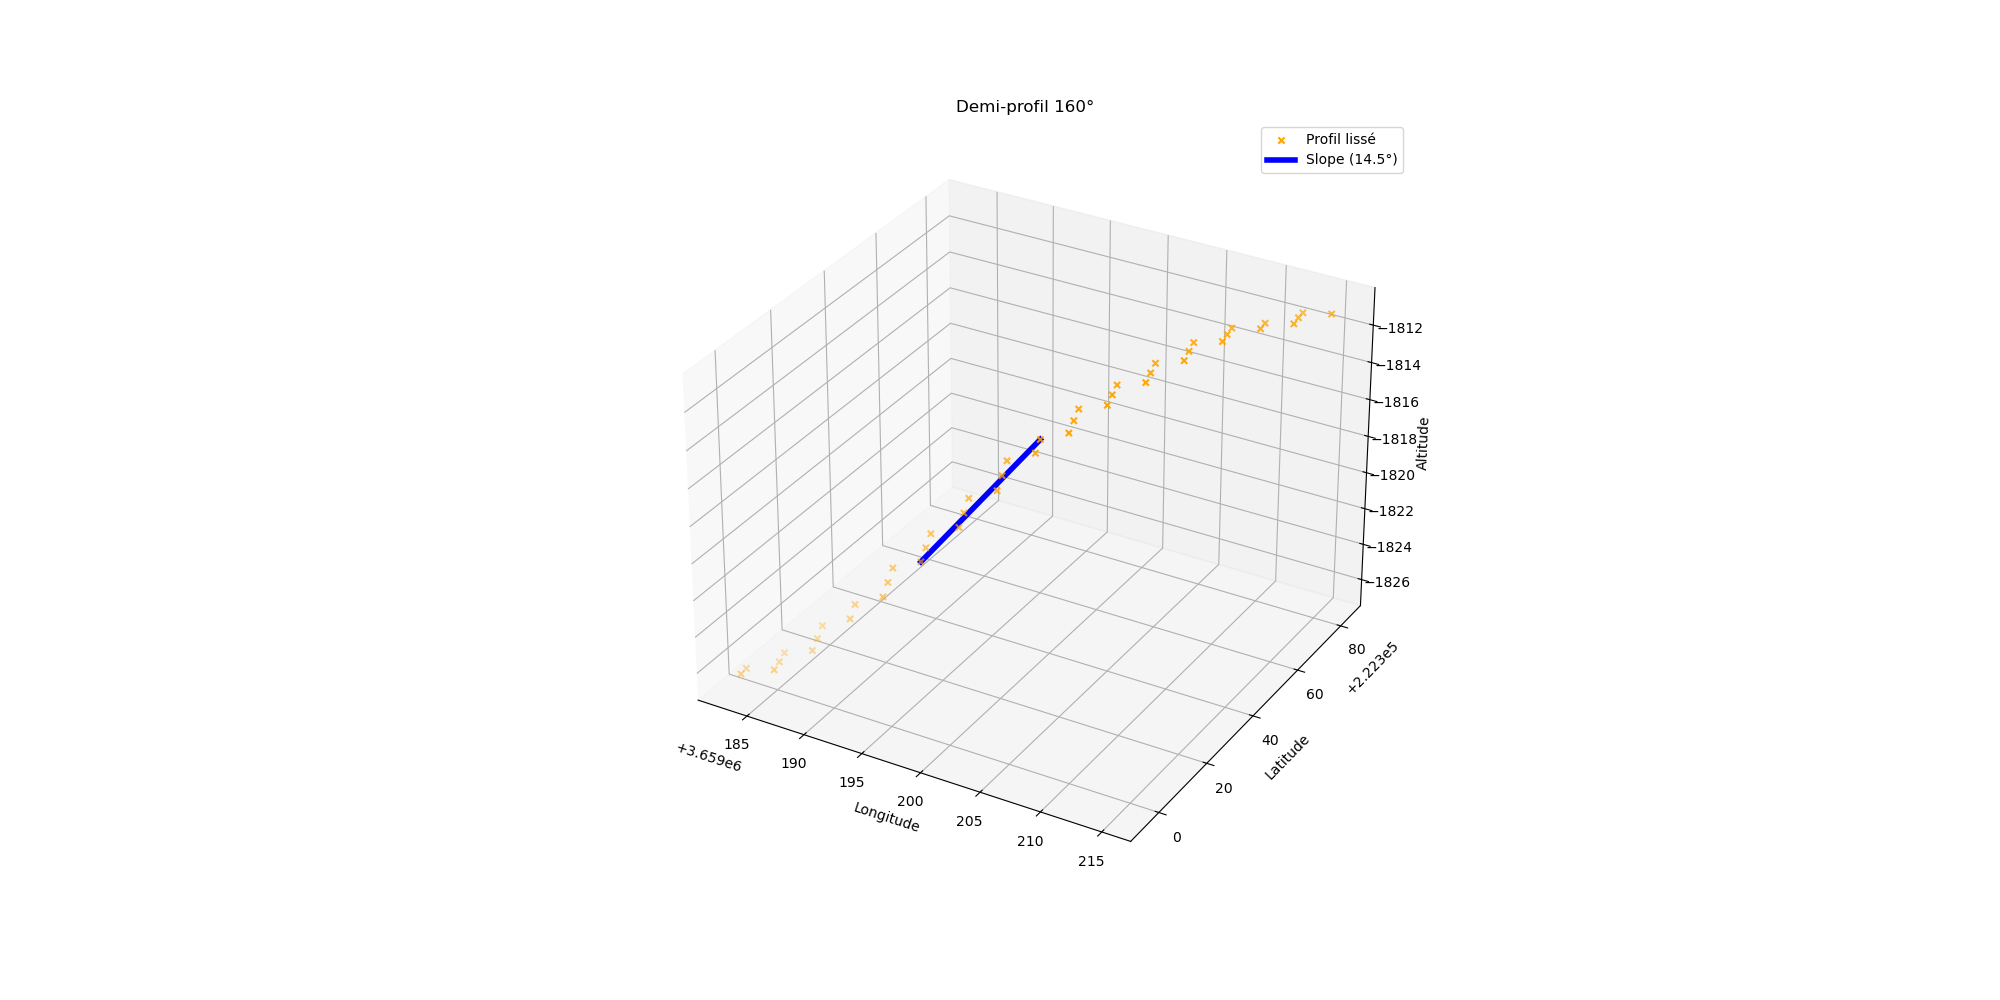 Demi-profil 160°
Profil lissé
Slope (14.5°)
−1812
−1814
−1816
−1818
−1820
−1822
−1824
−1826
Altitude
80
60
40
20
0
+2.223e5
Latitude
185
190
195
200
205
210
215
+3.659e6
Longitude